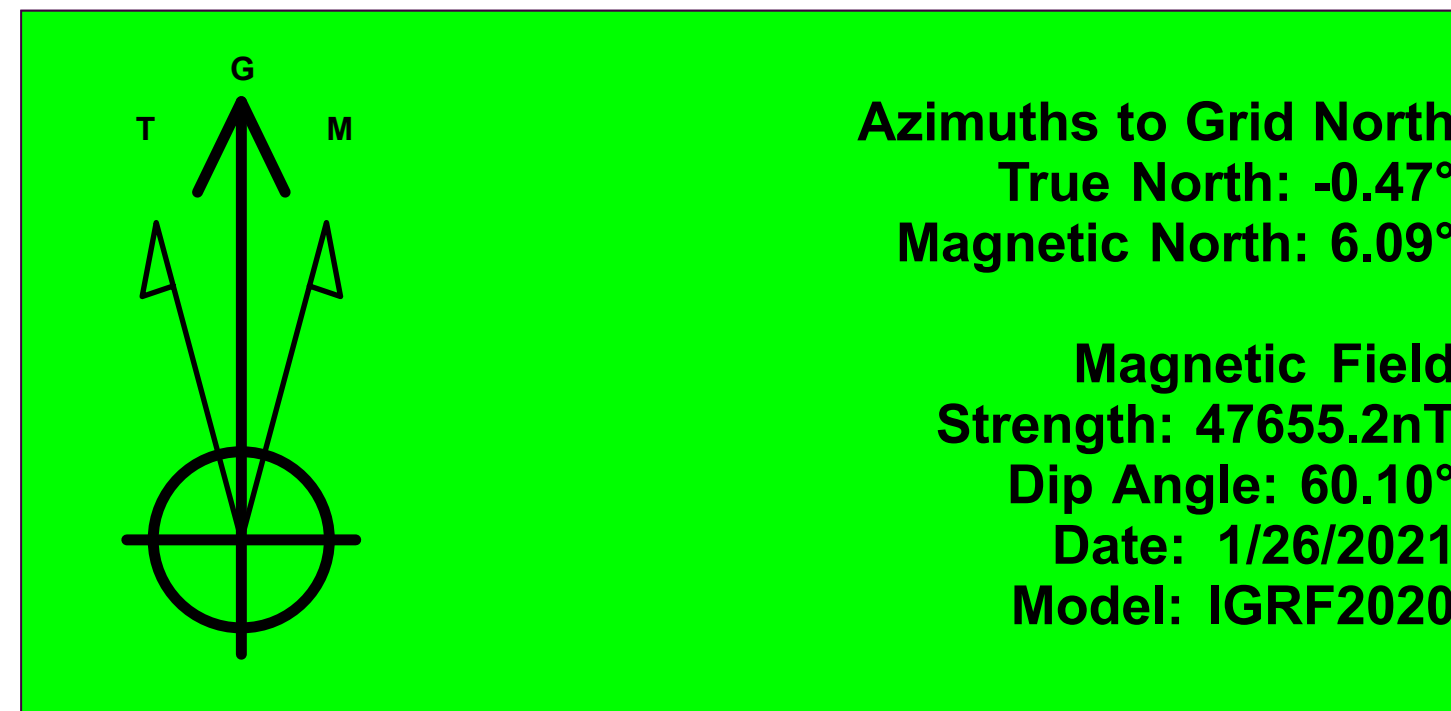 G
T M
Azimuths to Grid North
True North: -0.47°
Magnetic North: 6.09°
Magnetic Field
Strength: 47655.2nT
Dip Angle: 60.10°
Date: 1/26/2021
Model: IGRF2020